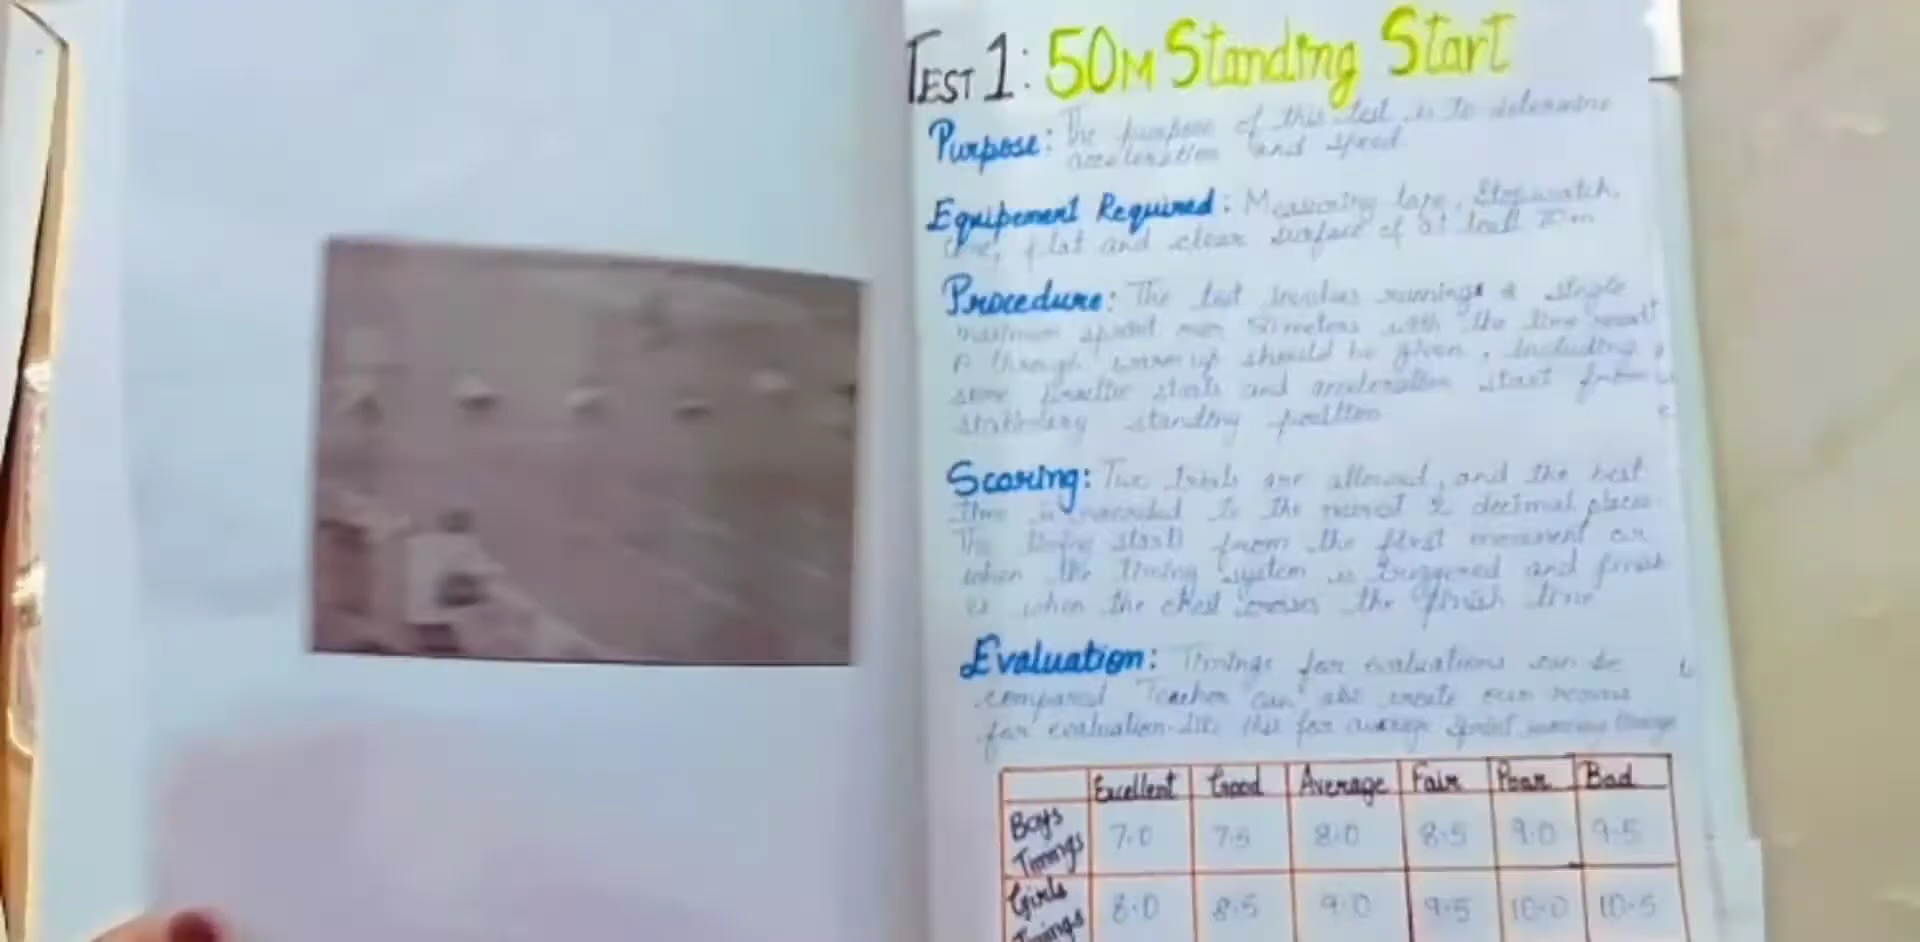 TEST 1: 50M Standing Start
Purpose: The purpose of this test is to determine
acceleration and speed.
Equipement Required: Measuring tape, Stopwatch,
flat and clear surface of at least
Procedure: The test involves runnings a single
maximum sprint over 50 meters with the time
A through warm up should be given, Including
some practice starts and acceleration start from
stationary standing position
Scoring: Two trials are allowed, and the best
time is recorded to the nearest 2 decimal places
The timing starts from the first movement or
when the timing system is triggered and finish
is when the chest crosses the finish line
Evaluation: Timings for evaluations can be
compared Teacher can also create own
for evaluation like this for average sprint running timings
Excellent Good Average Fair Poor Bad
Boys
Timings 7.0 7.5 8.0 8.5 9.0 9.5
Girls 8.0 8.5 9.0 9.5 10.0 10.5
Timings